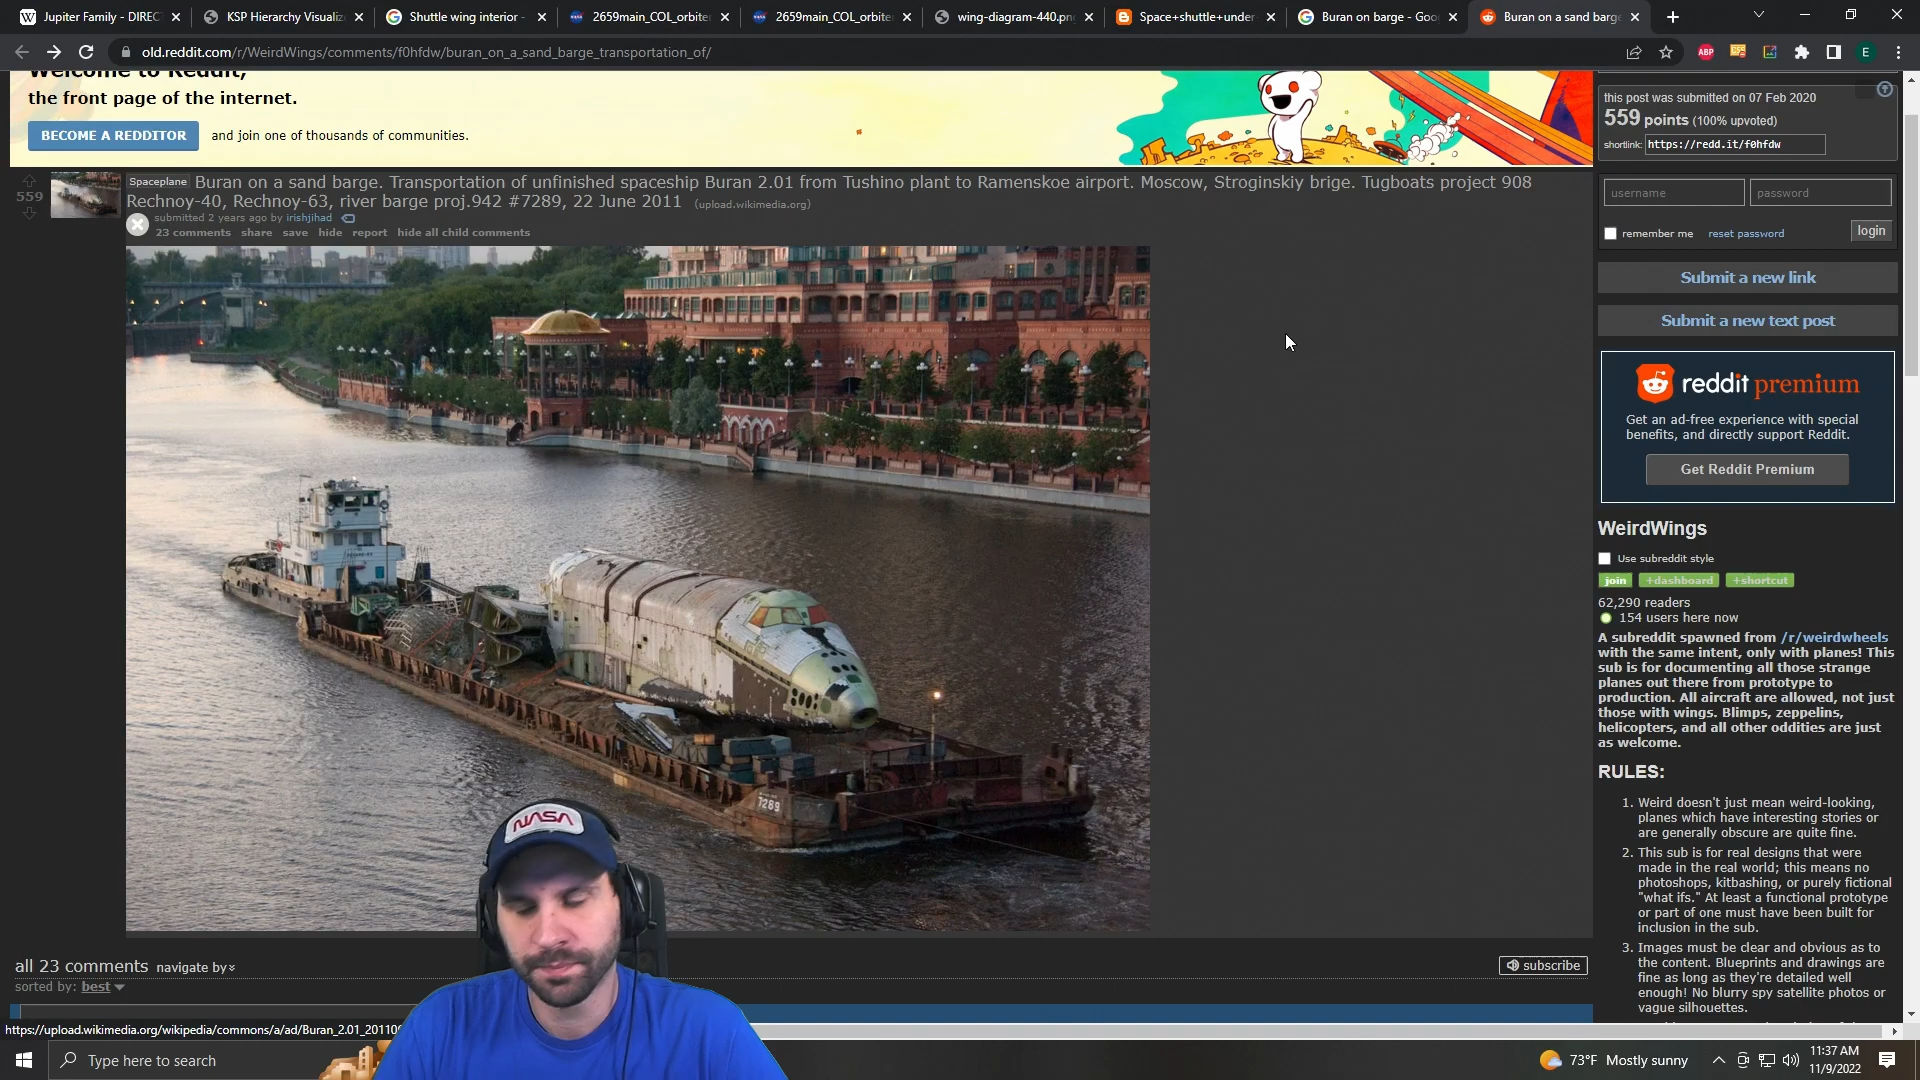 Jupiter Family - DIREC
KSP Hierarchy Visualiz
Shuttle wing interior -
2659main_COL_orbite
2659main_COL_orbite
wing-diagram-440.pn
Space+shuttle+under
Buran on barge - Goo
Buran on a sand barg
old.reddit.com/r/WeirdWings/comments/f0hfdw/buran_on_a_sand_barge_transportation_of/
ABP
E
Welcome to Reddit,
the front page of the internet.
BECOME A REDDITOR
and join one of thousands of communities.
559
Spaceplane Buran on a sand barge. Transportation of unfinished spaceship Buran 2.01 from Tushino plant to Ramenskoe airport. Moscow, Stroginskiy brige. Tugboats project 908
Rechnoy-40, Rechnoy-63, river barge proj.942 #7289, 22 June 2011 (upload.wikimedia.org)
submitted 2 years ago by irishjihad
23 comments share save hide report hide all child comments
7289
NASA
all 23 comments navigate by
sorted by: best
subscribe
https://upload.wikimedia.org/wikipedia/commons/a/ad/Buran_2.01_20110
this post was submitted on 07 Feb 2020
559 points (100% upvoted)
shortlink: https://redd.it/f0hfdw
username
password
remember me
reset password
login
Submit a new link
Submit a new text post
reddit premium
Get an ad-free experience with special
benefits, and directly support Reddit.
Get Reddit Premium
WeirdWings
Use subreddit style
join +dashboard +shortcut
62,290 readers
154 users here now
A subreddit spawned from /r/weirdwheels
with the same intent, only with planes! This
sub is for documenting all those strange
planes out there from prototype to
production. All aircraft are allowed, not just
those with wings. Blimps, zeppelins,
helicopters, and all other oddities are just
as welcome.
RULES:
1. Weird doesn't just mean weird-looking,
planes which have interesting stories or
are generally obscure are quite fine.
2. This sub is for real designs that were
made in the real world; this means no
photoshops, kitbashing, or purely fictional
"what ifs." At least a functional prototype
or part of one must have been built for
inclusion in the sub.
3. Images must be clear and obvious as to
the content. Blueprints and drawings are
fine as long as they're detailed well
enough! No blurry spy satellite photos or
vague silhouettes.
Type here to search
73°F Mostly sunny
11:37 AM
11/9/2022